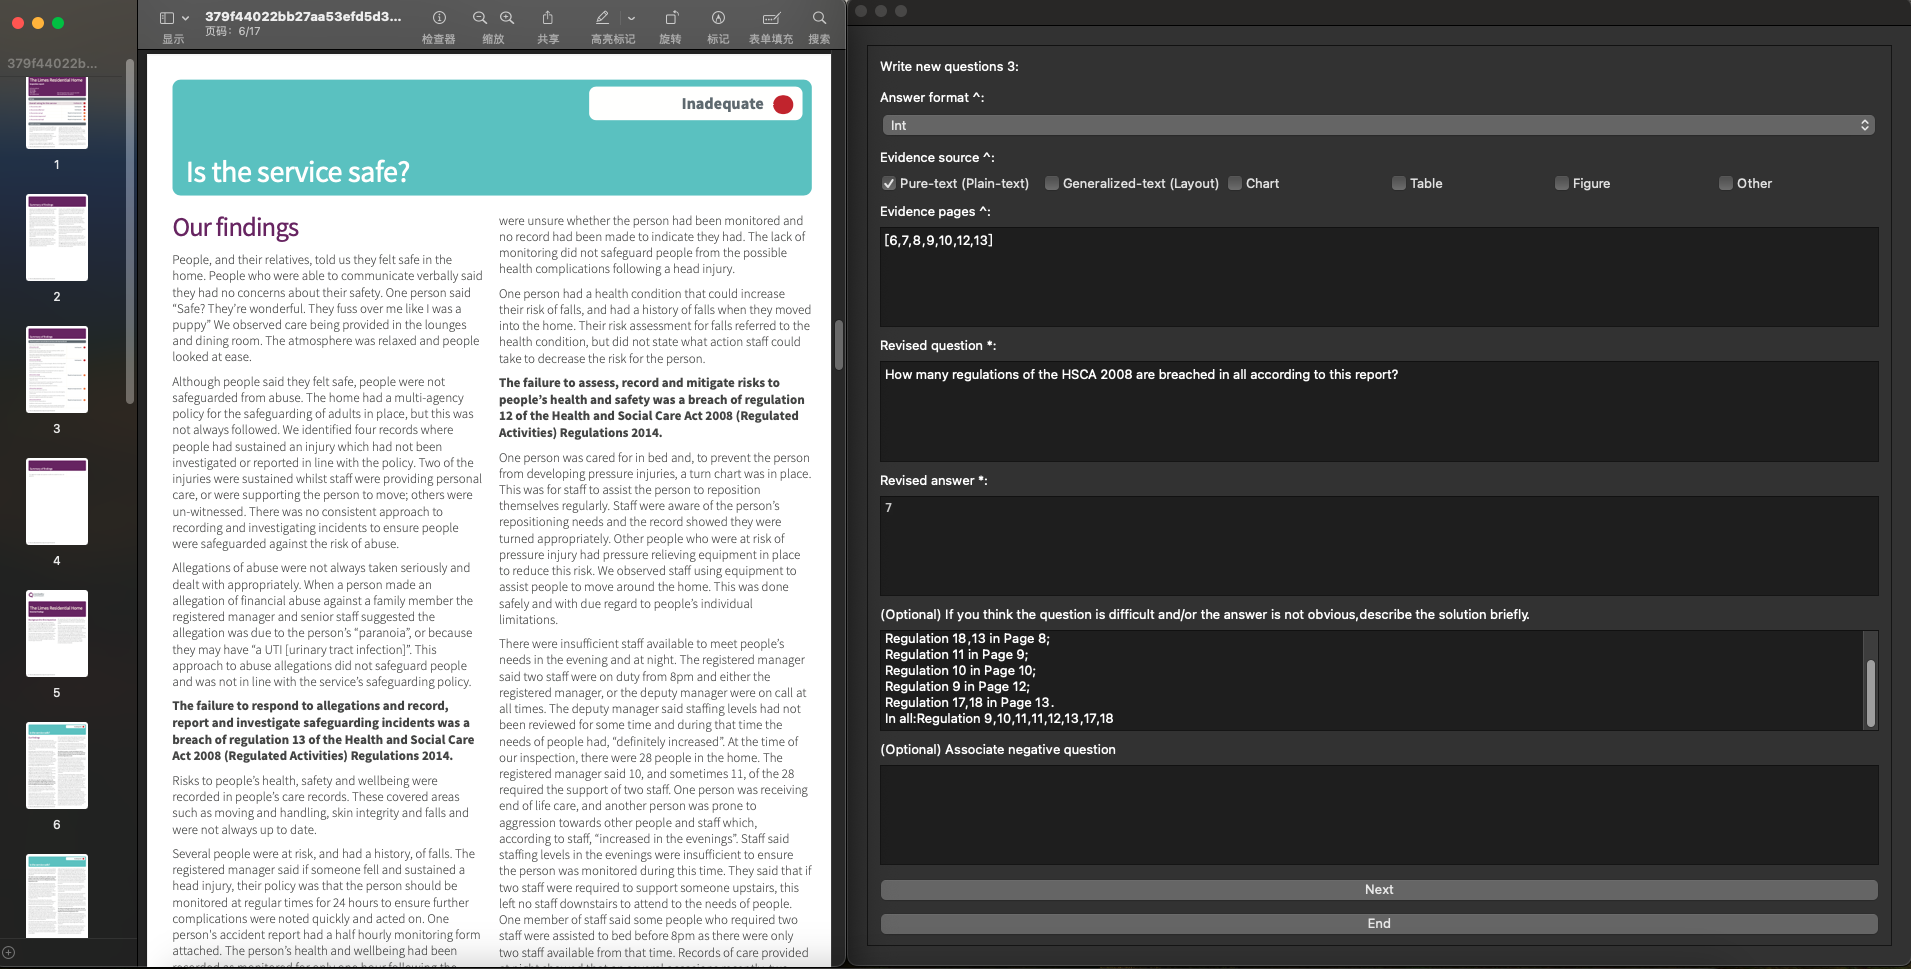 379f44022b...
1
2
3
4
5
6
显示
379f44022bb27aa53efd5d3...
页码：6/17
检查器
缩放
共享
高亮标记
旋转
标记
表单填充
搜索
Inadequate
Is the service safe?
Our findings
People, and their relatives, told us they felt safe in the
home. People who were able to communicate verbally said
they had no concerns about their safety. One person said
“Safe? They’re wonderful. They fuss over me like I was a
puppy” We observed care being provided in the lounges
and dining room. The atmosphere was relaxed and people
looked at ease.
Although people said they felt safe, people were not
safeguarded from abuse. The home had a multi-agency
policy for the safeguarding of adults in place, but this was
not always followed. We identified four records where
people had sustained an injury which had not been
investigated or reported in line with the policy. Two of the
injuries were sustained whilst staff were providing personal
care, or were supporting the person to move; others were
un-witnessed. There was no consistent approach to
recording and investigating incidents to ensure people
were safeguarded against the risk of abuse.
Allegations of abuse were not always taken seriously and
dealt with appropriately. When a person made an
allegation of financial abuse against a family member the
registered manager and senior staff suggested the
allegation was due to the person’s “paranoia”, or because
they may have “a UTI [urinary tract infection]”. This
approach to abuse allegations did not safeguard people
and was not in line with the service’s safeguarding policy.
The failure to respond to allegations and record,
report and investigate safeguarding incidents was a
breach of regulation 13 of the Health and Social Care
Act 2008 (Regulated Activities) Regulations 2014.
Risks to people’s health, safety and wellbeing were
recorded in people’s care records. These covered areas
such as moving and handling, skin integrity and falls and
were not always up to date.
Several people were at risk, and had a history, of falls. The
registered manager said if someone fell and sustained a
head injury, their policy was that the person should be
monitored at regular times for 24 hours to ensure further
complications were noted quickly and acted on. One
person's accident report had a half hourly monitoring form
attached. The person’s health and wellbeing had been
were unsure whether the person had been monitored and
no record had been made to indicate they had. The lack of
monitoring did not safeguard people from the possible
health complications following a head injury.
One person had a health condition that could increase
their risk of falls, and had a history of falls when they moved
into the home. Their risk assessment for falls referred to the
health condition, but did not state what action staff could
take to decrease the risk for the person.
The failure to assess, record and mitigate risks to
people’s health and safety was a breach of regulation
12 of the Health and Social Care Act 2008 (Regulated
Activities) Regulations 2014.
One person was cared for in bed and, to prevent the person
from developing pressure injuries, a turn chart was in place.
This was for staff to assist the person to reposition
themselves regularly. Staff were aware of the person’s
repositioning needs and the record showed they were
turned appropriately. Other people who were at risk of
pressure injury had pressure relieving equipment in place
to reduce this risk. We observed staff using equipment to
assist people to move around the home. This was done
safely and with due regard to people’s individual
limitations.
There were insufficient staff available to meet people’s
needs in the evening and at night. The registered manager
said two staff were on duty from 8pm and either the
registered manager, or the deputy manager were on call at
all times. The deputy manager said staffing levels had not
been reviewed for some time and during that time the
needs of people had, “definitely increased”. At the time of
our inspection, there were 28 people in the home. The
registered manager said 10, and sometimes 11, of the 28
required the support of two staff. One person was receiving
end of life care, and another person was prone to
aggression towards other people and staff which,
according to staff, “increased in the evenings”. Staff said
staffing levels in the evenings were insufficient to ensure
the person was monitored during this time. They said that if
two staff were required to support someone upstairs, this
left no staff downstairs to attend to the needs of people.
One member of staff said some people who required two
staff were assisted to bed before 8pm as there were only
two staff available from that time. Records of care provided
Write new questions 3:
Answer format ^:
Int
Evidence source ^:
Pure-text (Plain-text)
Generalized-text (Layout)
Chart
Table
Figure
Other
Evidence pages ^:
[6,7,8,9,10,12,13]
Revised question *:
How many regulations of the HSCA 2008 are breached in all according to this report?
Revised answer *:
7
(Optional) If you think the question is difficult and/or the answer is not obvious,describe the solution briefly.
Regulation 18,13 in Page 8;
Regulation 11 in Page 9;
Regulation 10 in Page 10;
Regulation 9 in Page 12;
Regulation 17,18 in Page 13.
In all:Regulation 9,10,11,11,12,13,17,18
(Optional) Associate negative question
Next
End